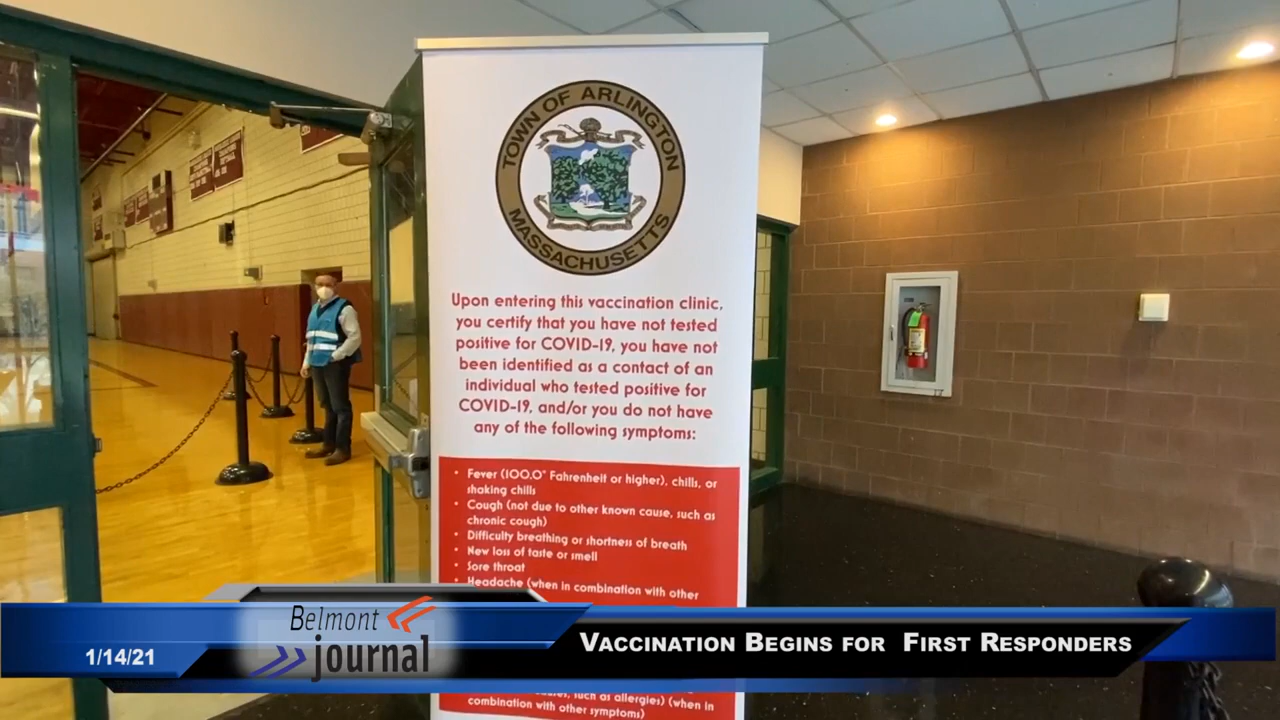 TOWN OF ARLINGTON
MASSACHUSETTS
Upon entering this vaccination clinic,
you certify that you have not tested
positive for COVID-19, you have not
been identified as a contact of an
individual who tested positive for
COVID-19, and/or you do not have
any of the following symptoms:
• Fever (100.0° Fahrenheit or higher), chills, or
shaking chills
• Cough (not due to other known cause, such as
chronic cough)
• Difficulty breathing or shortness of breath
• New loss of taste or smell
• Sore throat
• Headache (when in combination with other
such as allergies) (when in
combination with other symptoms)
1/14/21
Belmont
journal
VACCINATION BEGINS FOR FIRST RESPONDERS